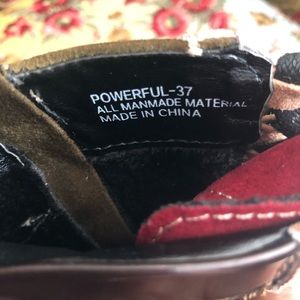 POWERFUL-37
ALL MANMADE MATERIAL
MADE IN CHINA